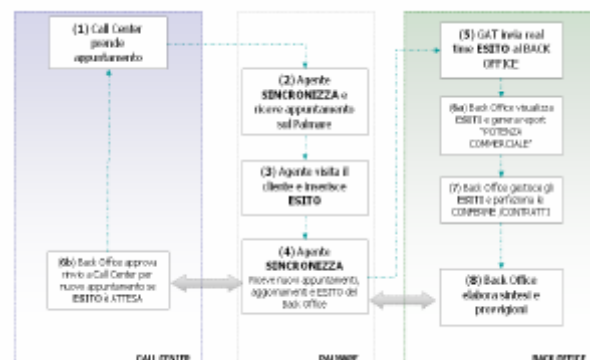 (1) Call Center
prende
appuntamento
(2) Agente
SINCRONIZZA e
riceve appuntamento
sul Palmare
(3) Agente visita il
cliente e inserisce
ESITO
(4) Agente
SINCRONIZZA
Riceve nuovi appuntamenti,
aggiornamenti e ESITO del
Back Office
(5) GAT invia real
time ESITO al BACK
OFFICE
(6a) Back Office visualizza
ESITI e genera report
"POTENZA
COMMERCIALE"
(6b) Back Office approva
rinvio a Call Center per
nuovo appuntamento se
ESITO è ATTESA
(7) Back Office gestisce gli
ESITI e perfeziona le
CONFERME /CONTRATTI
(8) Back Office
elabora sintesi e
provvigioni
CALL CENTER
PALMARE
BACK OFFICE